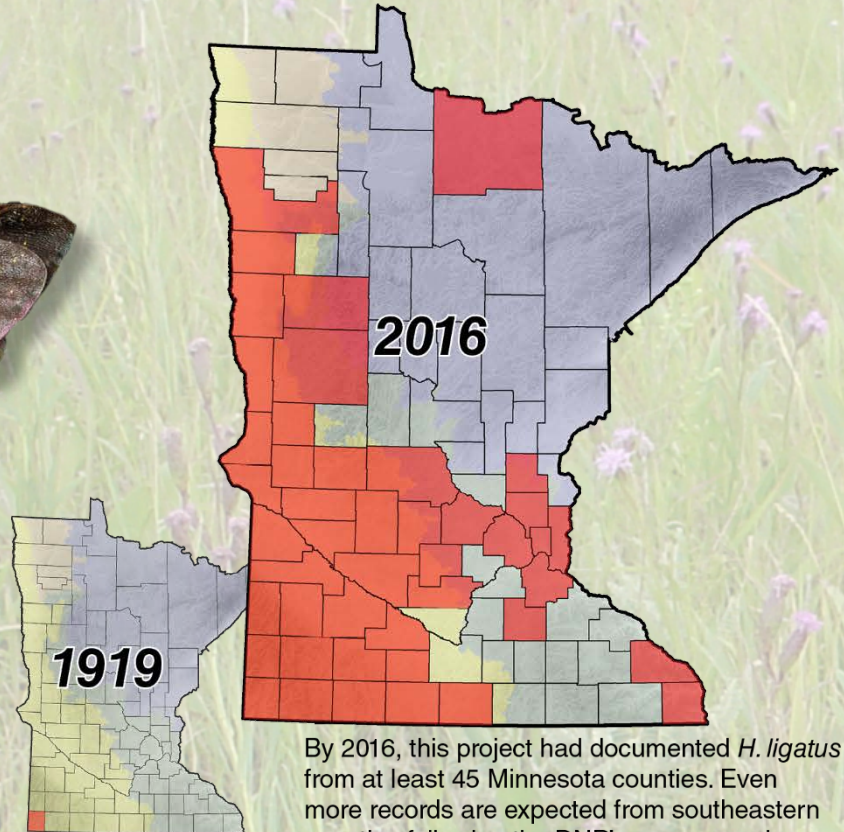 2016
1919
By 2016, this project had documented H. ligatus
from at least 45 Minnesota counties. Even
more records are expected from southeastern